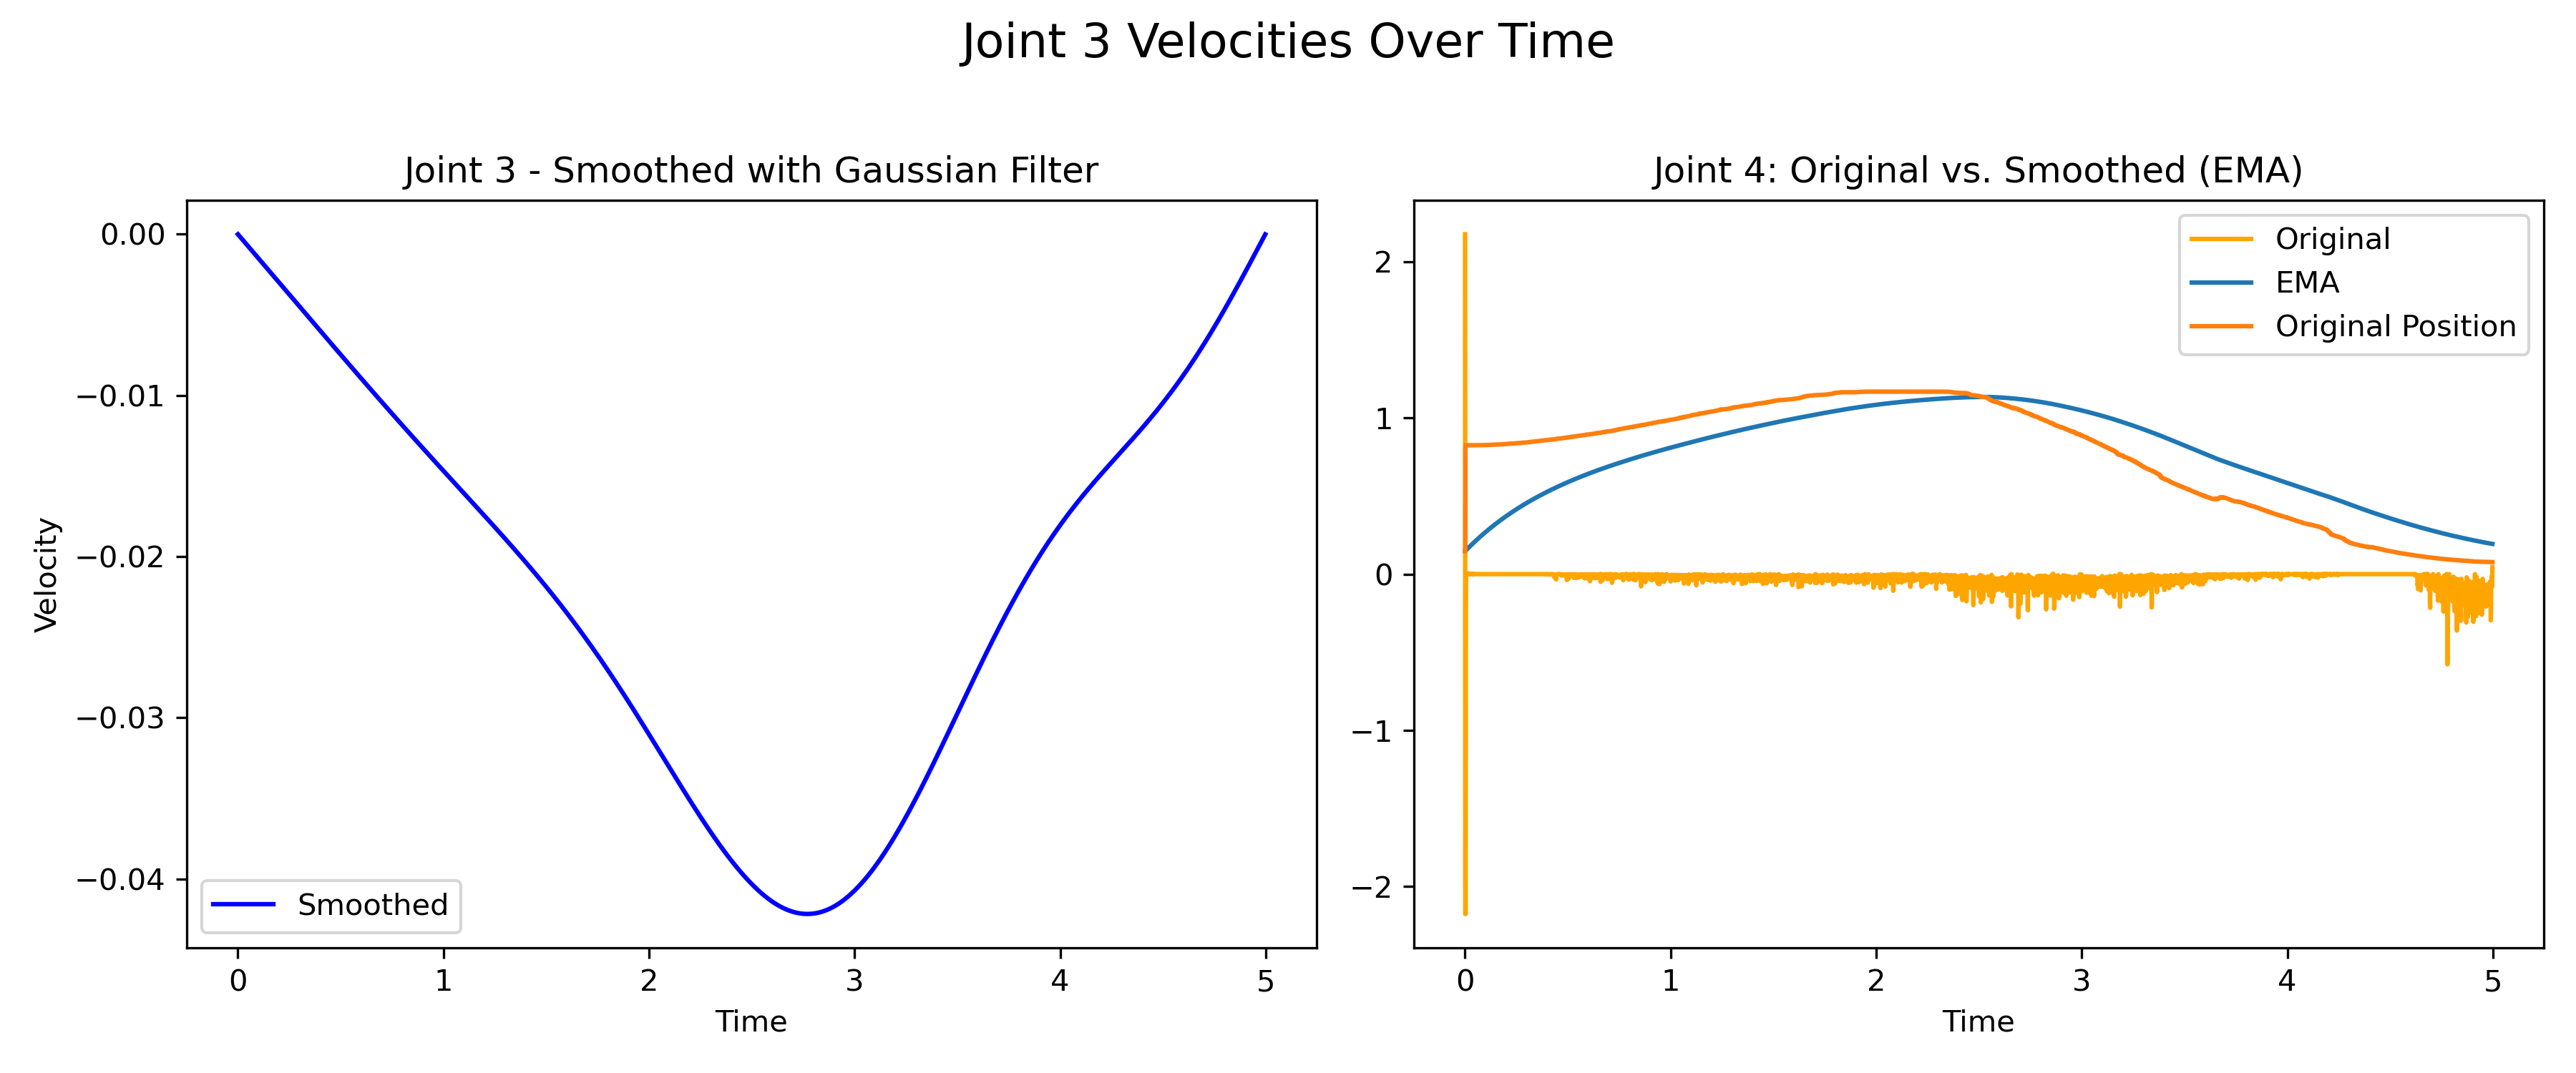 Joint 3 Velocities Over Time
Joint 3 - Smoothed with Gaussian Filter
0.00
−0.01
−0.02
−0.03
−0.04
Velocity
Smoothed
0 1 2 3 4 5
Time
Joint 4: Original vs. Smoothed (EMA)
2
1
0
−1
−2
Original
EMA
Original Position
0 1 2 3 4 5
Time